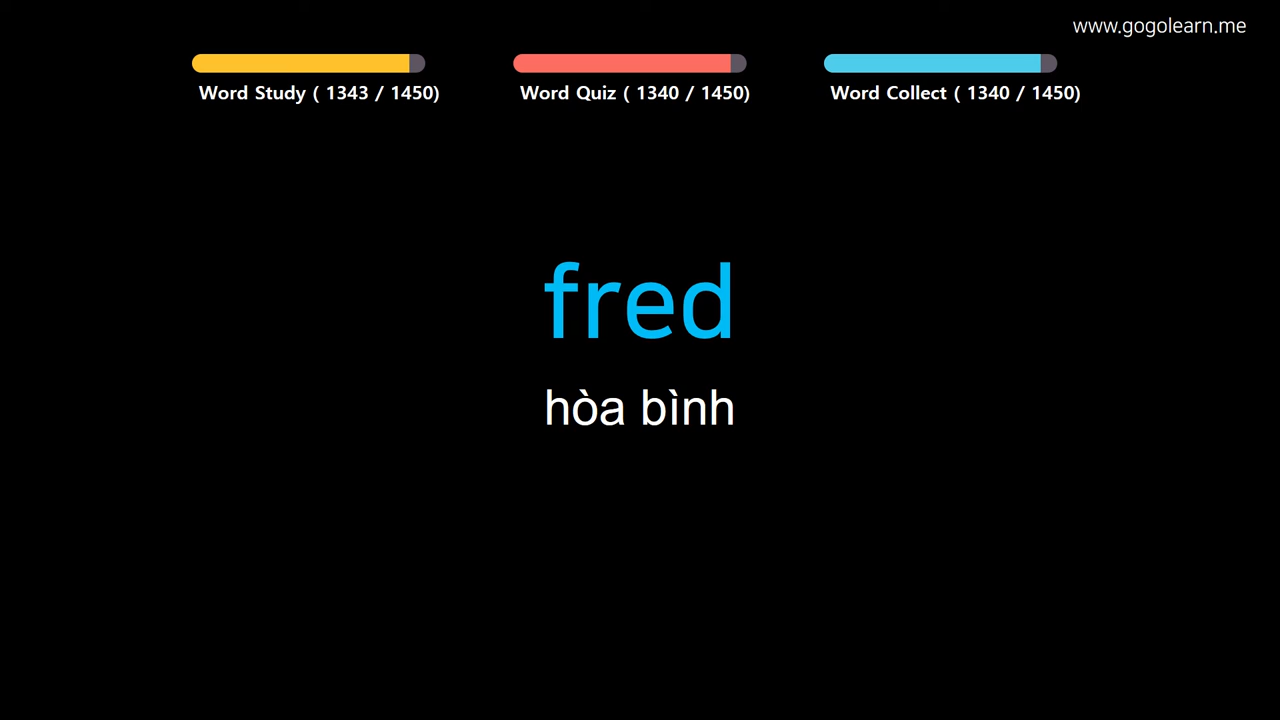 www.gogolearn.me
Word Study ( 1343 / 1450)
Word Quiz ( 1340 / 1450)
Word Collect ( 1340 / 1450)
fred
hòa bình